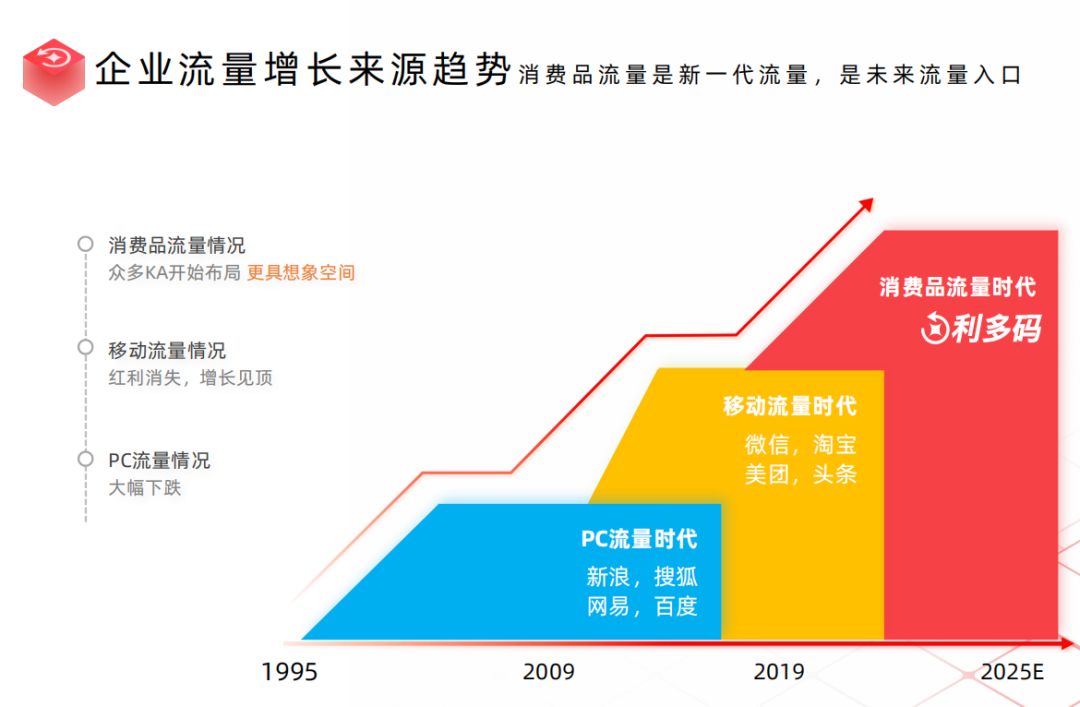 企业流量增长来源趋势 消费品流量是新一代流量，是未来流量入口
消费品流量情况
众多KA开始布局 更具想象空间
移动流量情况
红利消失，增长见顶
PC流量情况
大幅下跌
消费品流量时代
利多码
移动流量时代
微信，淘宝
美团，头条
PC流量时代
新浪，搜狐
网易，百度
1995 2009 2019 2025E